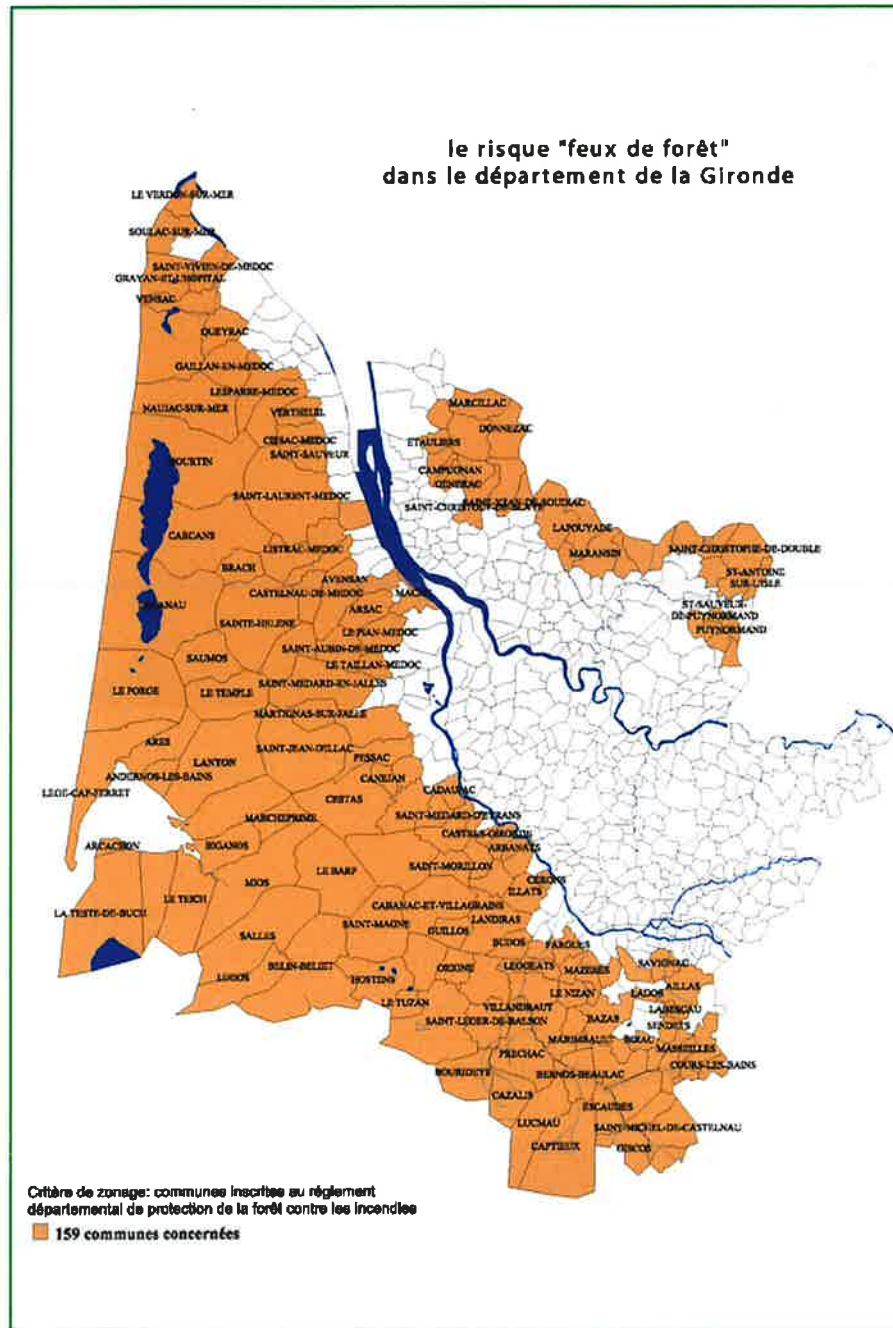 le risque "feux de forêt"
dans le département de la Gironde
LE VERDON-SUR-MER
SOULAC-SUR-MER
SAINT-VIVIEN-DE-MEDOC
GRAYAN-ET-L'HOPITAL
VENSAC
QUEYRAC
GAILLAN-EN-MEDOC
LESPARRE-MEDOC
NAUJAC-SUR-MER
VERTHEUIL
CISSAC-MEDOC
SAINT-SAUVEUR
HOURTIN
SAINT-LAURENT-MEDOC
CARCANS
LISTRAC-MEDOC
BRACH
AVENSAN
CASTELNAU-DE-MEDOC
MACAU
ARSAC
LACANAU
SAINTE-HELENE
LE PIAN-MEDOC
SAINT-AUBIN-DE-MEDOC
SAUMOS
LE TAILLAN-MEDOC
LE PORGE
LE TEMPLE
SAINT-MEDARD-EN-JALLES
MARTIGNAS-SUR-JALLE
ARES
LANTON
SAINT-JEAN-D'ILLAC
PESSAC
ANDERNOS-LES-BAINS
CANEJAN
LEGE-CAP-FERRET
CESTAS
CADAUJAC
MARCHEPRIME
SAINT-MEDARD-D'EYRANS
CASTRES-GIRONDE
ARCACHON
BIGANOS
ARBANATS
LE BARP
SAINT-MORILLON
MIOS
CERONS
ILLATS
LE TEICH
CABANAC-ET-VILLAGRAINS
LA TESTE-DE-BUCH
SAINT-MAGNE
GUILLOS
LANDIRAS
SALLES
BUDOS
FARGUES
LUGOS
BELIN-BELIET
HOSTENS
ORIGNE
LEOGEATS
MAZERES
SAVIGNAC
LE TUZAN
LE NIZAN
LADOS
AILLAS
VILLANDRAUT
BAZAS
LABESCAU
SAINT-LEGER-DE-BALSON
SENDETS
MARIMBAULT
BIRAC
MASSEILLES
PRECHAC
COURS-LES-BAINS
BOURIDEYS
BERNOS-BEAULAC
CAZALIS
ESCAUDES
LUCMAU
SAINT-MICHEL-DE-CASTELNAU
CAPTIEUX
GISCOS
MARCILLAC
DONNEZAC
ETAULIERS
CAMPUGNAN
GENERAC
SAINT-CHRISTOLY-DE-BLAYE
LAPOUYADE
MARANSIN
SAINT-CHRISTOPHE-DE-DOUBLE
ST-ANTOINE
SUR-L'ISLE
ST-SAUVEUR-
DE-PUYNORMAND
PUYNORMAND
Critère de zonage: communes inscrites au réglement
départemental de protection de la forêt contre les incendies
159 communes concernées